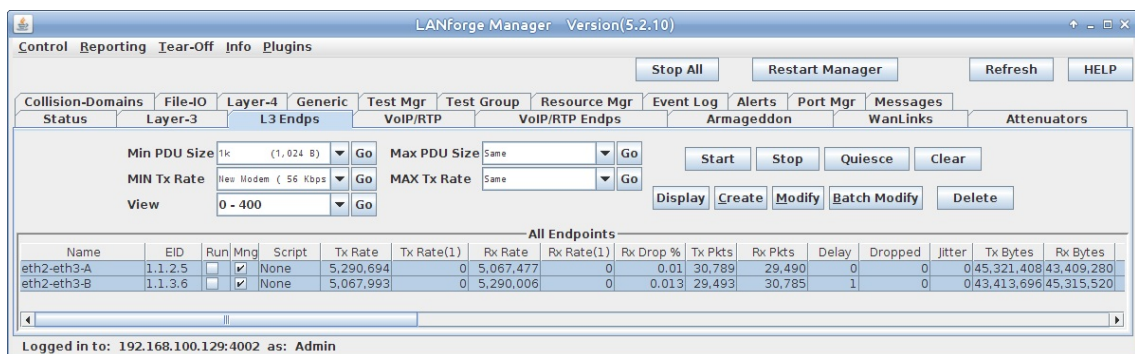 LANforge Manager Version(5.2.10)
Control Reporting Tear-Off Info Plugins
Stop All Restart Manager Refresh HELP
Collision-Domains File-IO Layer-4 Generic Test Mgr Test Group Resource Mgr Event Log Alerts Port Mgr Messages
Status Layer-3 L3 Endps VoIP/RTP VoIP/RTP Endps Armageddon WanLinks Attenuators
Min PDU Size 1k (1,024 B) Go Max PDU Size Same Go Start Stop Quiesce Clear
MIN Tx Rate New Modem ( 56 Kbps Go MAX Tx Rate Same Go
View 0 - 400 Go Display Create Modify Batch Modify Delete
All Endpoints
Name EID Run Mng Script Tx Rate Tx Rate(1) Rx Rate Rx Rate(1) Rx Drop % Tx Pkts Rx Pkts Delay Dropped Jitter Tx Bytes Rx Bytes
eth2-eth3-A 1.1.2.5 None 5,290,694 0 5,067,477 0 0.01 30,789 29,490 0 0 0 45,321,408 43,409,280
eth2-eth3-B 1.1.3.6 None 5,067,993 0 5,290,006 0 0.013 29,493 30,785 1 0 0 43,413,696 45,315,520
Logged in to: 192.168.100.129:4002 as: Admin